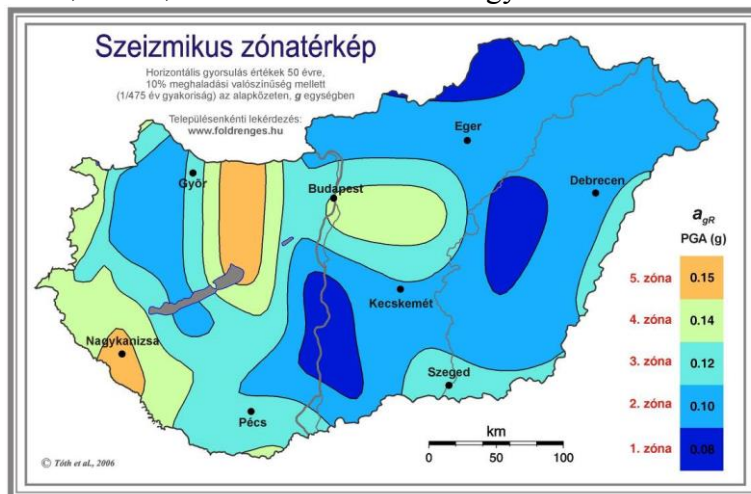 Szeizmikus zónatérkép
Horizontális gyorsulás értékek 50 évre,
10% meghaladási valószínűség mellett
(1/475 év gyakoriság) az alapkőzeten, g egységben
Településenkénti lekérdezés:
www.foldrenges.hu
Eger
Győr
Budapest
Debrecen
Kecskemét
Nagykanizsa
Szeged
Pécs
agR
PGA (g)
5. zóna 0.15
4. zóna 0.14
3. zóna 0.12
2. zóna 0.10
1. zóna 0.08
km
0 50 100
© Tóth et al., 2006